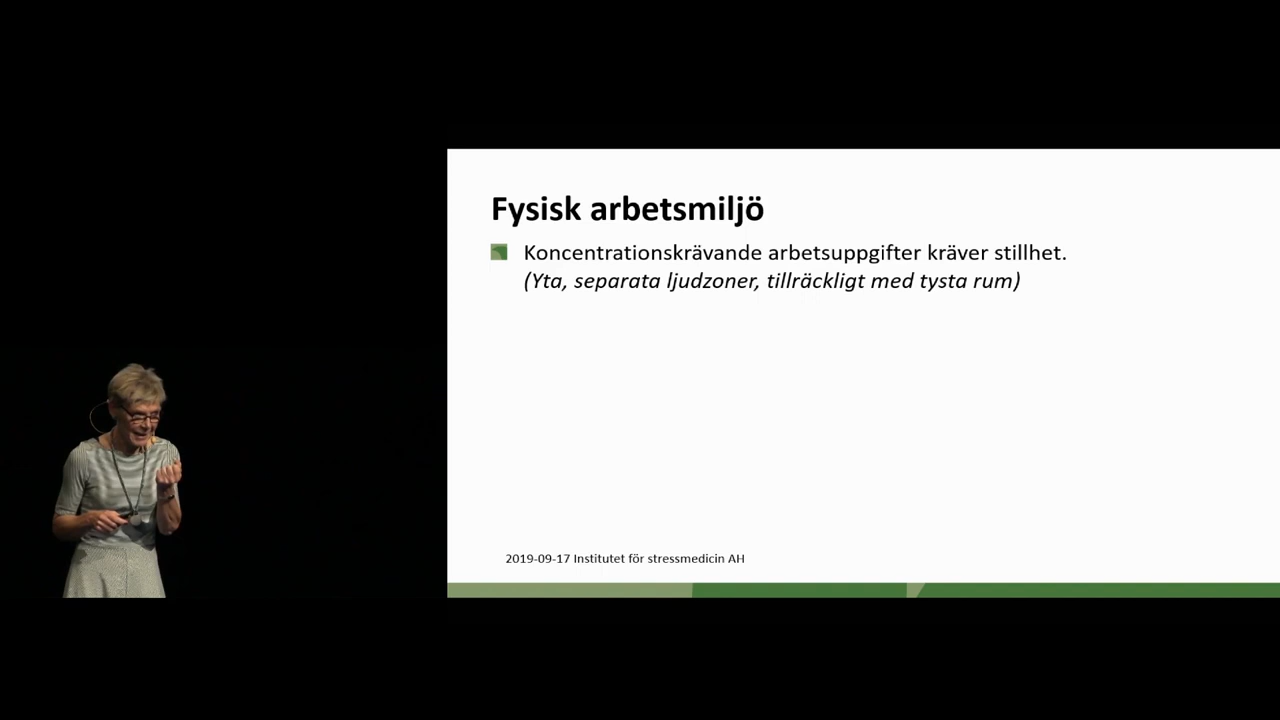 Fysisk arbetsmiljö
Koncentrationskrävande arbetsuppgifter kräver stillhet.
(Yta, separata ljudzoner, tillräckligt med tysta rum)
2019-09-17 Institutet för stressmedicin AH